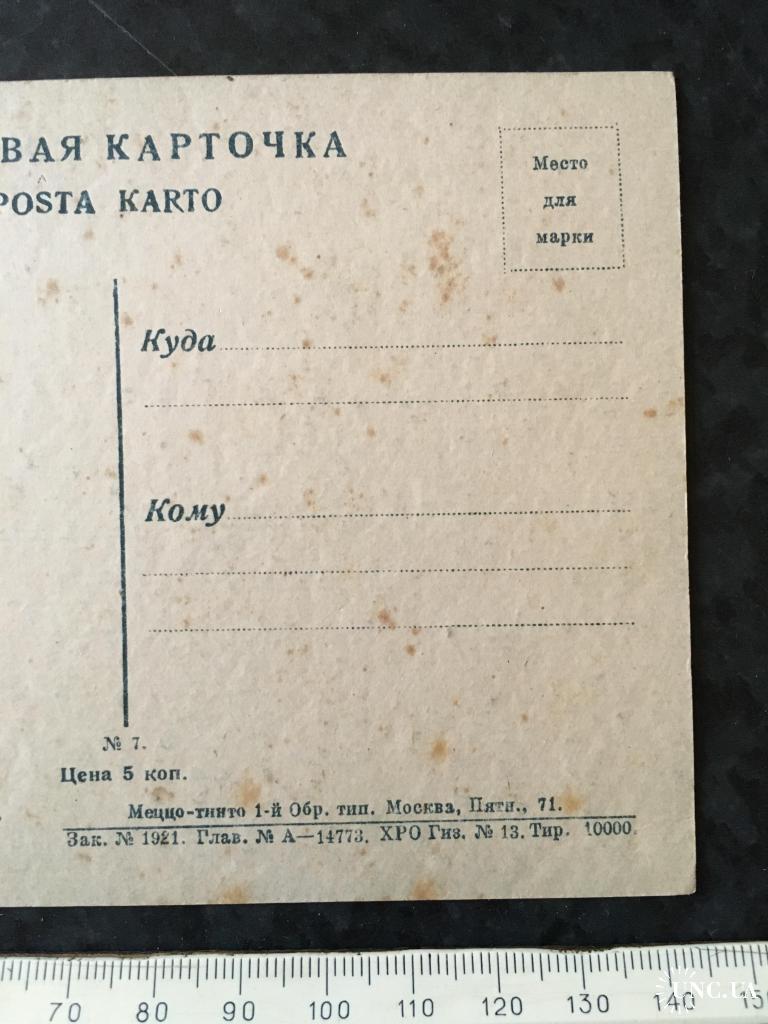 ВАЯ КАРТОЧКА
POSTA KARTO
Место
для
марки
Куда
Кому
№ 7.
Цена 5 коп.
Меццо-тинто 1-й Обр. тип. Москва, Пятн., 71.
Зак. № 1921. Глав. № А—14773. ХРО Гиз. № 13. Тир. 10000.
70 80 90 100 110 120 130 140 150
UNC.UA